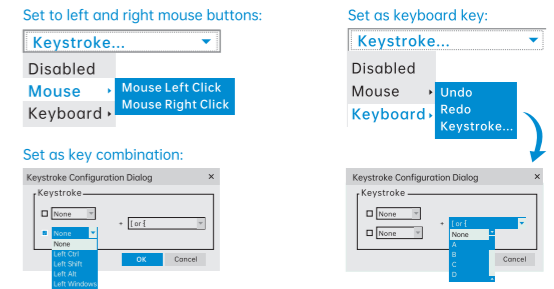 Set to left and right mouse buttons:
Keystroke...
Disabled
Mouse
Mouse Left Click
Mouse Right Click
Keyboard
Set as keyboard key:
Keystroke...
Disabled
Mouse
Keyboard
Undo
Redo
Keystroke...
Set as key combination:
Keystroke Configuration Dialog ×
Keystroke
None
+ [ or {
None
None
Left Ctrl
Left Shift
Left Alt
Left Windows
OK Cancel
Keystroke Configuration Dialog ×
Keystroke
None
+ [ or {
None
None
A
B
C
D
Cancel